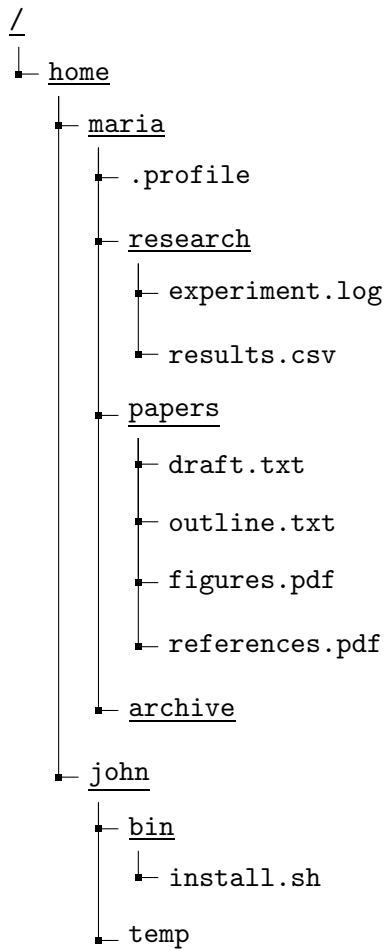 /
home
maria
.profile
research
experiment.log
results.csv
papers
draft.txt
outline.txt
figures.pdf
references.pdf
archive
john
bin
install.sh
temp